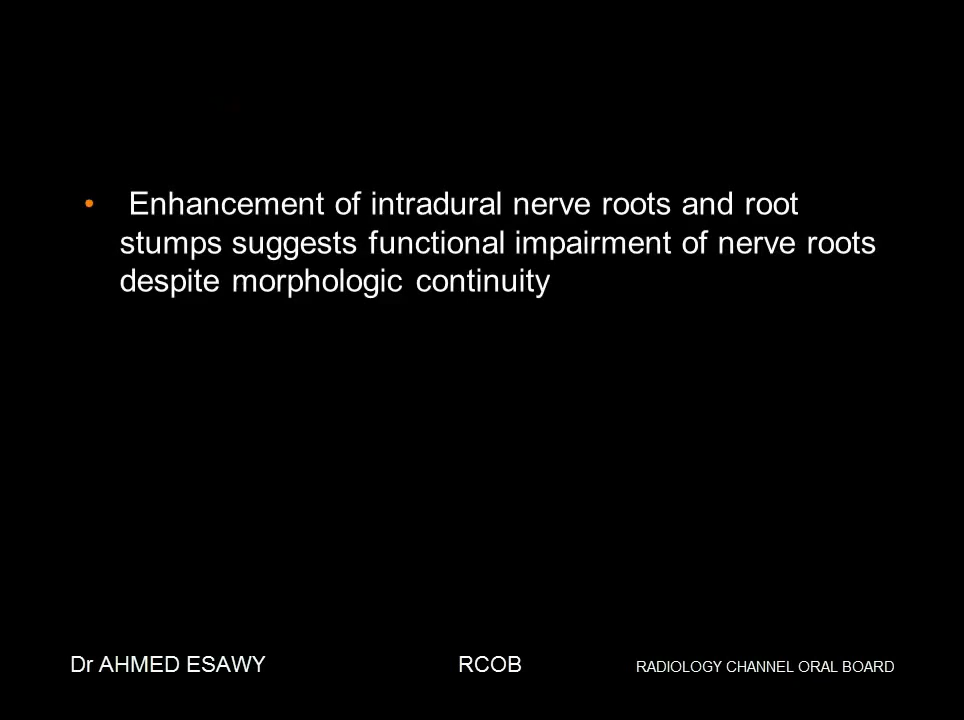 • Enhancement of intradural nerve roots and root
stumps suggests functional impairment of nerve roots
despite morphologic continuity
Dr AHMED ESAWY RCOB RADIOLOGY CHANNEL ORAL BOARD